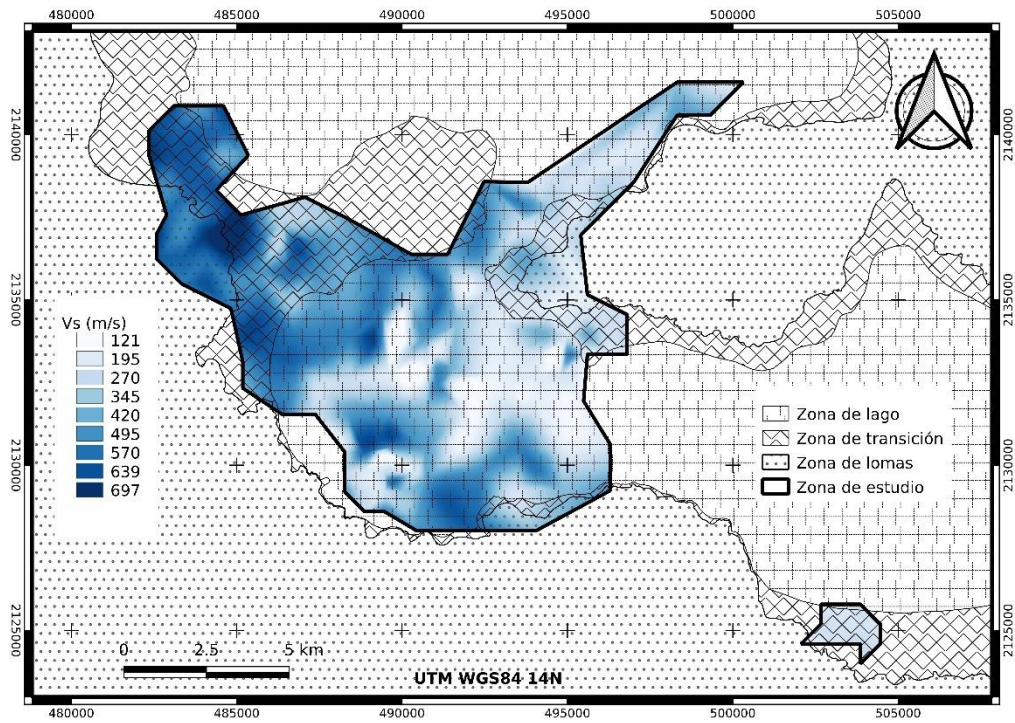 480000 485000 490000 495000 500000 505000
2140000 2140000
2135000 2135000
Vs (m/s)
121
195
270
345
420
495
570
639
697
Zona de lago
Zona de transición
Zona de lomas
Zona de estudio
2130000 2130000
2125000 2125000
0 2.5 5 km
UTM WGS84 14N
480000 485000 490000 495000 500000 505000